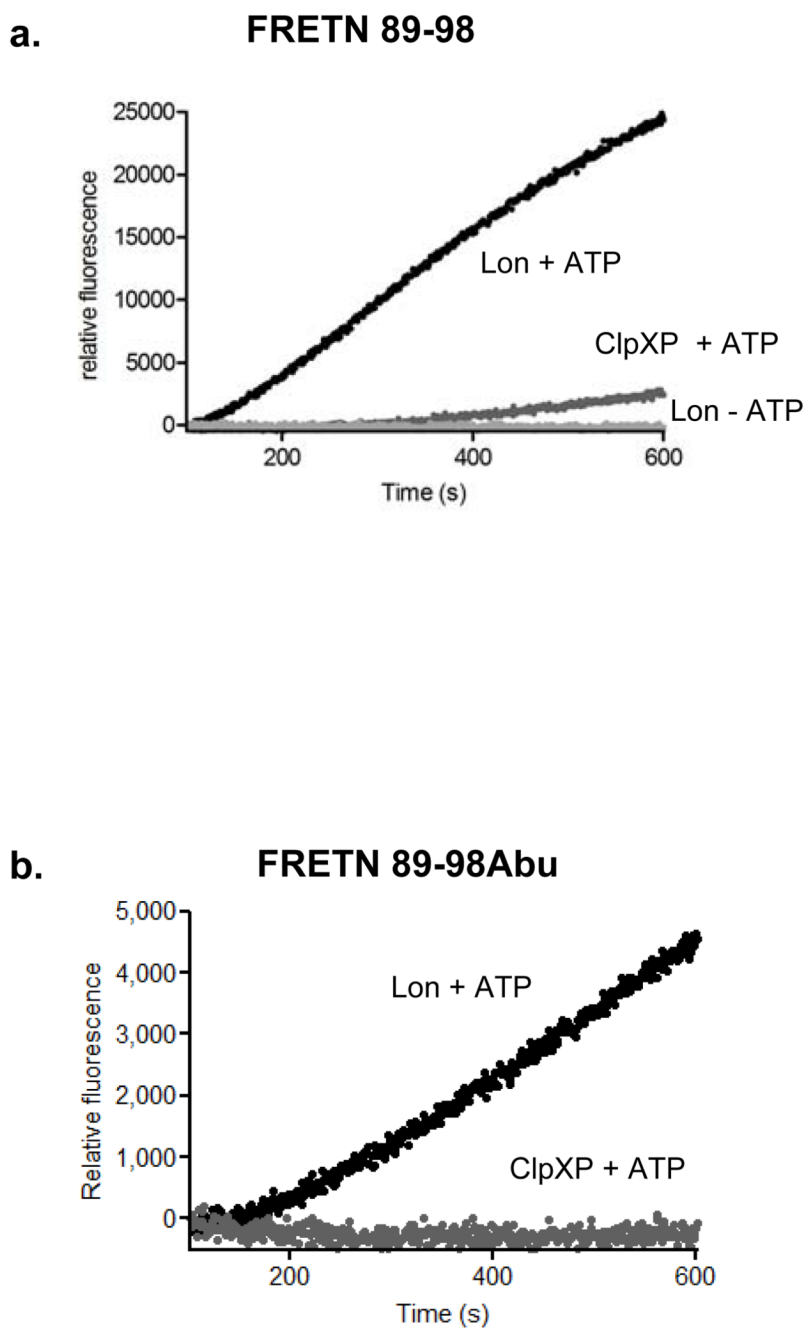 a.
FRETN 89-98
25000
20000
15000
10000
5000
0
relative fluorescence
Lon + ATP
ClpXP + ATP
Lon - ATP
200
400
600
Time (s)
b.
FRETN 89-98Abu
5,000
4,000
3,000
2,000
1,000
0
Relative fluorescence
Lon + ATP
ClpXP + ATP
200
400
600
Time (s)